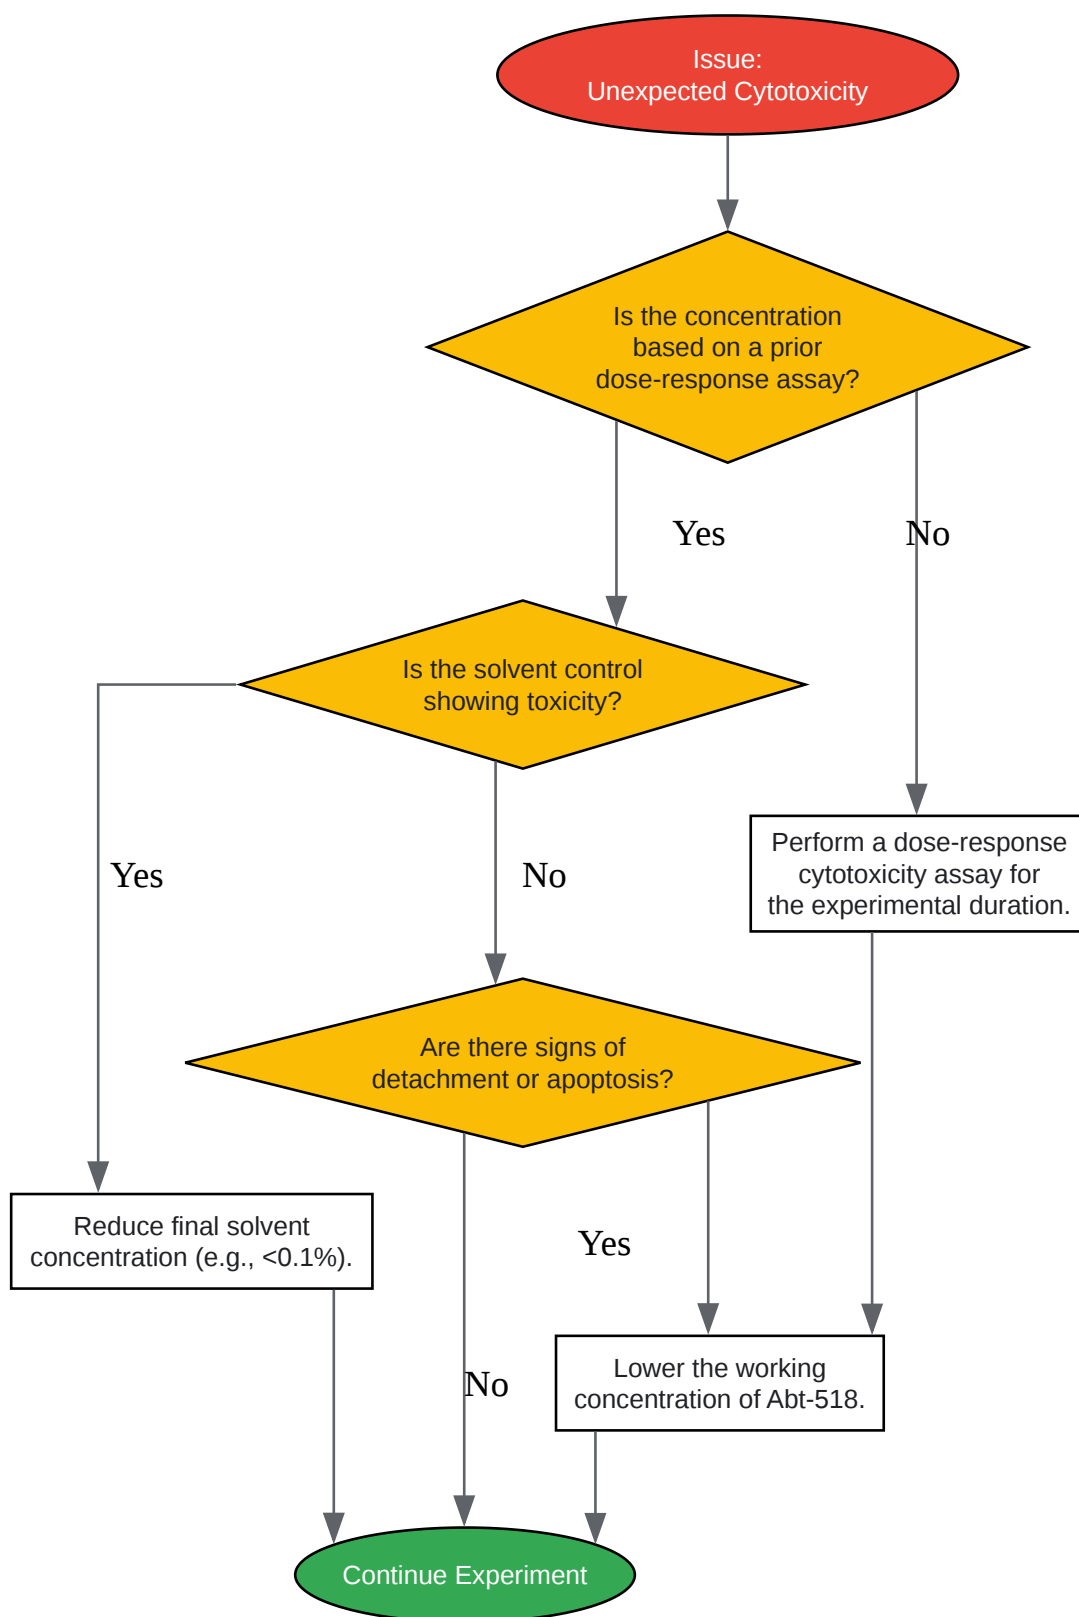 Issue:
Unexpected Cytotoxicity
Is the concentration
based on a prior
dose-response assay?
Yes
No
Is the solvent control
showing toxicity?
Perform a dose-response
cytotoxicity assay for
the experimental duration.
Yes
No
Are there signs of
detachment or apoptosis?
Reduce final solvent
concentration (e.g., <0.1%).
Yes
Lower the working
concentration of Abt-518.
No
Continue Experiment